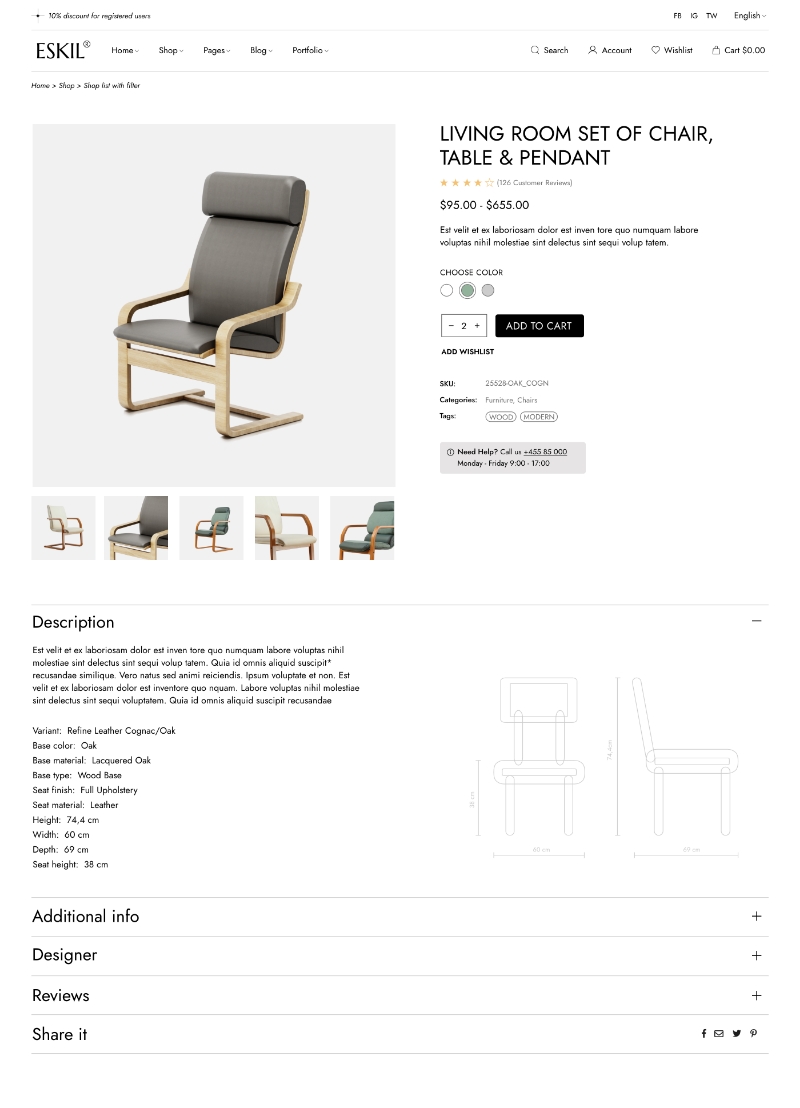 10% discount for registered users
FB IG TW English
ESKIL®
Home Shop Pages Blog Portfolio
Search Account Wishlist Cart $0.00
Home > Shop > Shop list with filter
LIVING ROOM SET OF CHAIR,
TABLE & PENDANT
(126 Customer Reviews)
$95.00 - $655.00
Est velit et ex laboriosam dolor est inven tore quo numquam labore
voluptas nihil molestiae sint delectus sint sequi volup tatem.
CHOOSE COLOR
− 2 + ADD TO CART
ADD WISHLIST
SKU: 25528-OAK_COGN
Categories: Furniture, Chairs
Tags: WOOD MODERN
Need Help? Call us +455 85 000
Monday - Friday 9:00 - 17:00
Description
Est velit et ex laboriosam dolor est inven tore quo numquam labore voluptas nihil
molestiae sint delectus sint sequi volup tatem. Quia id omnis aliquid suscipit*
recusandae similique. Vero natus sed animi reiciendis. Ipsum voluptate et non. Est
velit et ex laboriosam dolor est inventore quo nquam. Labore voluptas nihil molestiae
sint delectus sint sequi voluptatem. Quia id omnis aliquid suscipit recusandae
Variant: Refine Leather Cognac/Oak
Base color: Oak
Base material: Lacquered Oak
Base type: Wood Base
Seat finish: Full Upholstery
Seat material: Leather
Height: 74,4 cm
Width: 60 cm
Depth: 69 cm
Seat height: 38 cm
38 cm
60 cm
74,4cm
69 cm
Additional info
Designer
Reviews
Share it